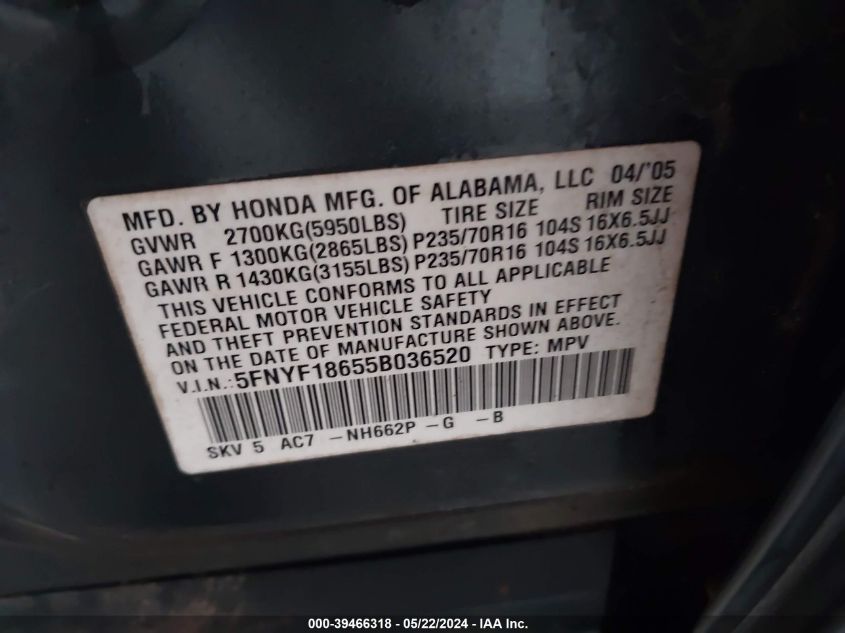 MFD. BY HONDA MFG. OF ALABAMA, LLC 04/'05
GVWR 2700KG(5950LBS) TIRE SIZE RIM SIZE
GAWR F 1300KG(2865LBS) P235/70R16 104S 16X6.5JJ
GAWR R 1430KG(3155LBS) P235/70R16 104S 16X6.5JJ
THIS VEHICLE CONFORMS TO ALL APPLICABLE
FEDERAL MOTOR VEHICLE SAFETY
AND THEFT PREVENTION STANDARDS IN EFFECT
ON THE DATE OF MANUFACTURE SHOWN ABOVE.
V.I.N.: 5FNYF18655B036520 TYPE: MPV
SKV 5 AC7 -NH662P -G -B
000-39466318 - 05/22/2024 - IAA Inc.